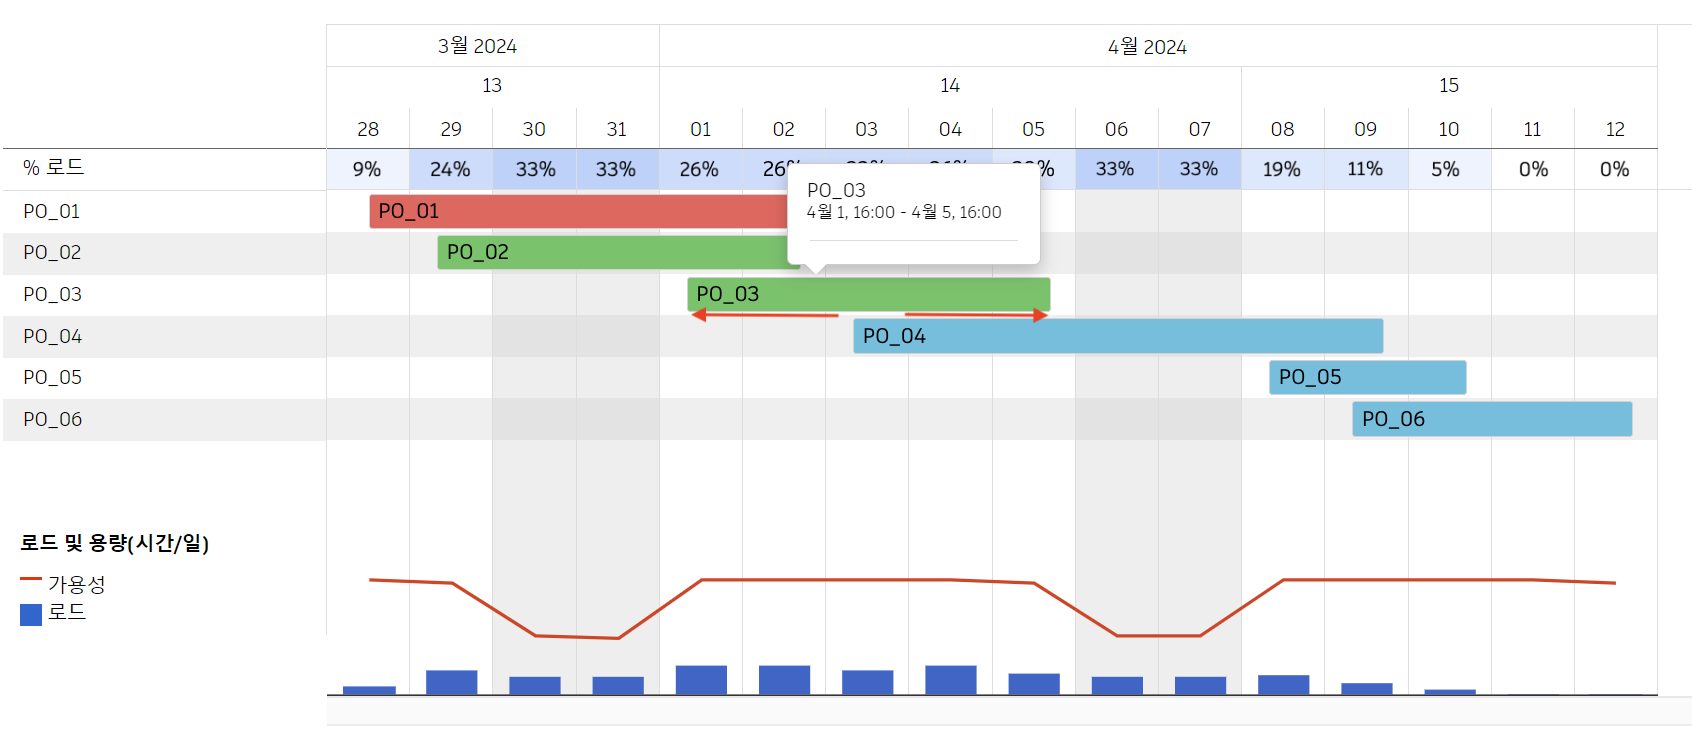 3월 2024 4월 2024
13 14 15
28 29 30 31 01 02 03 04 05 06 07 08 09 10 11 12
% 로드 9% 24% 33% 33% 26% 33% 33% 19% 11% 5% 0% 0%
PO_03
4월 1, 16:00 - 4월 5, 16:00
PO_01 PO_01
PO_02 PO_02
PO_03 PO_03
PO_04 PO_04
PO_05 PO_05
PO_06 PO_06
로드 및 용량(시간/일)
가용성
로드